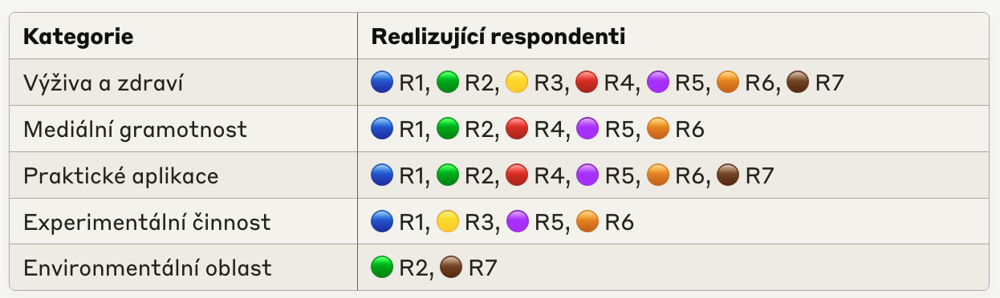 Kategorie Realizující respondenti
Výživa a zdraví 🔵 R1, 🟢 R2, 🟡 R3, 🔴 R4, 🟣 R5, 🟠 R6, 🟤 R7
Mediální gramotnost 🔵 R1, 🟢 R2, 🔴 R4, 🟣 R5, 🟠 R6
Praktické aplikace 🔵 R1, 🟢 R2, 🔴 R4, 🟣 R5, 🟠 R6, 🟤 R7
Experimentální činnost 🔵 R1, 🟡 R3, 🟣 R5, 🟠 R6
Environmentální oblast 🟢 R2, 🟤 R7